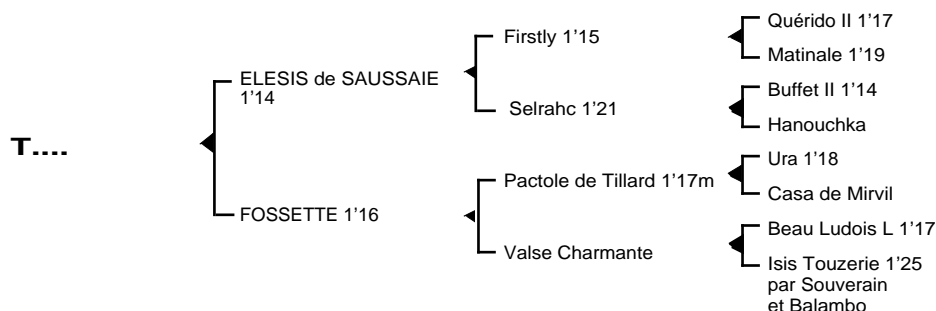 T....
ELESIS de SAUSSAIE
1’14
FOSSETTE 1’16
Firstly 1’15
Selrahc 1’21
Pactole de Tillard 1’17m
Valse Charmante
Quérido II 1’17
Matinale 1’19
Buffet II 1’14
Hanouchka
Ura 1’18
Casa de Mirvil
Beau Ludois L 1’17
Isis Touzerie 1’25
par Souverain
et Balambo